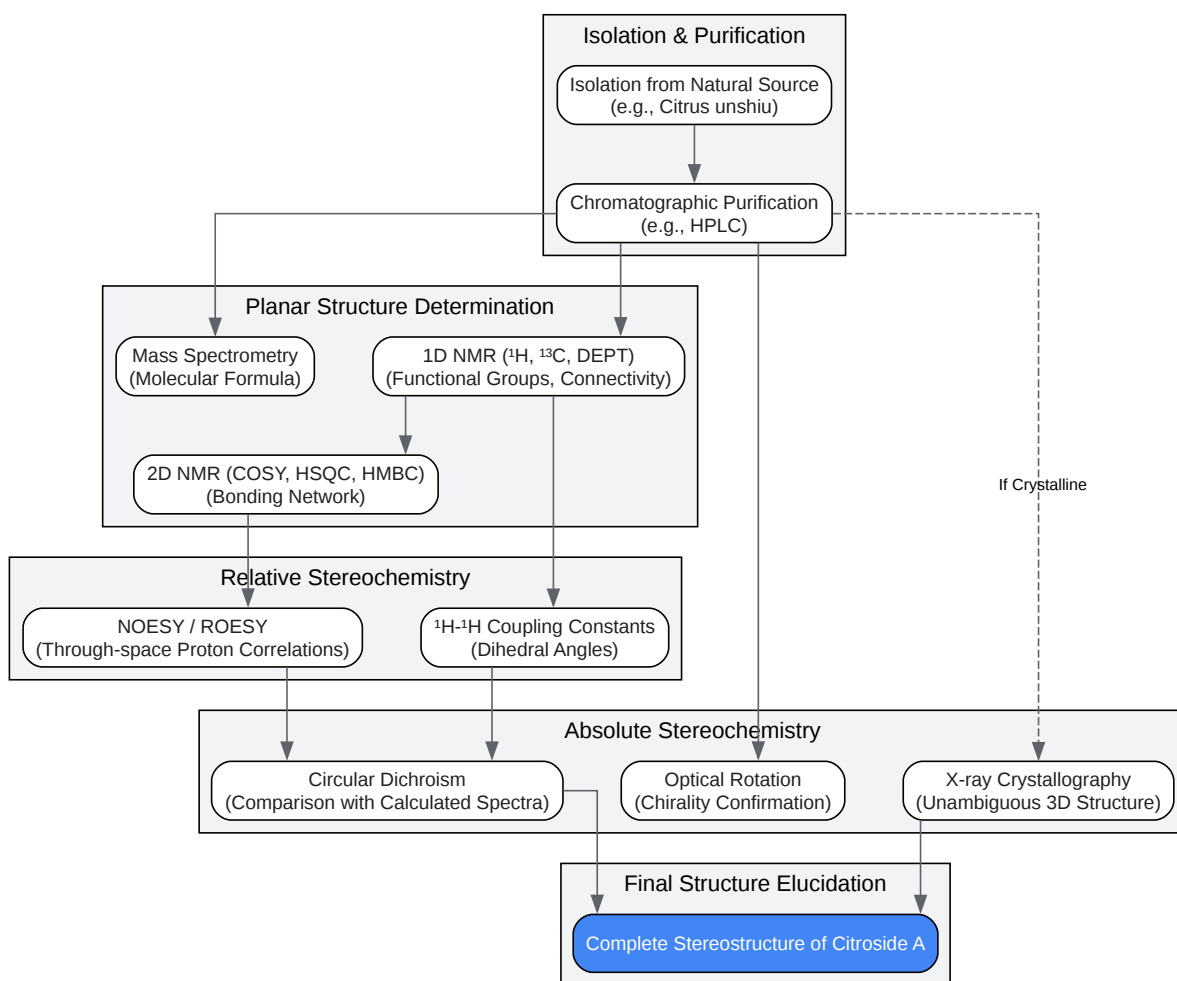 Isolation & Purification
Isolation from Natural Source
(e.g., Citrus unshiu)
Chromatographic Purification
(e.g., HPLC)
Planar Structure Determination
Mass Spectrometry
(Molecular Formula)
1D NMR (¹H, ¹³C, DEPT)
(Functional Groups, Connectivity)
2D NMR (COSY, HSQC, HMBC)
(Bonding Network)
If Crystalline
Relative Stereochemistry
NOESY / ROESY
(Through-space Proton Correlations)
¹H-¹H Coupling Constants
(Dihedral Angles)
Absolute Stereochemistry
Circular Dichroism
(Comparison with Calculated Spectra)
Optical Rotation
(Chirality Confirmation)
X-ray Crystallography
(Unambiguous 3D Structure)
Final Structure Elucidation
Complete Stereostructure of Citroside A